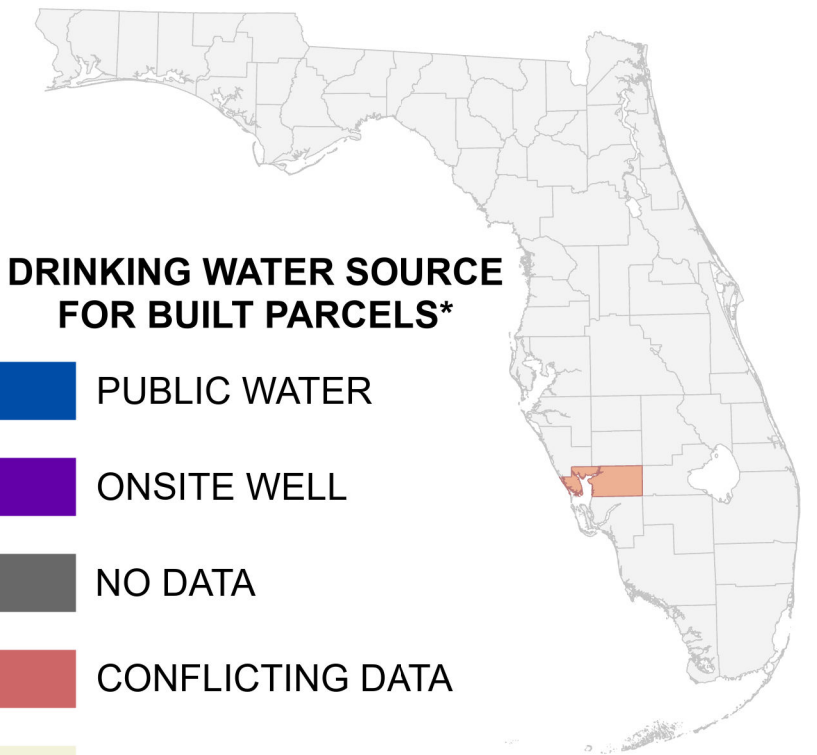 DRINKING WATER SOURCE
FOR BUILT PARCELS*
PUBLIC WATER
ONSITE WELL
NO DATA
CONFLICTING DATA